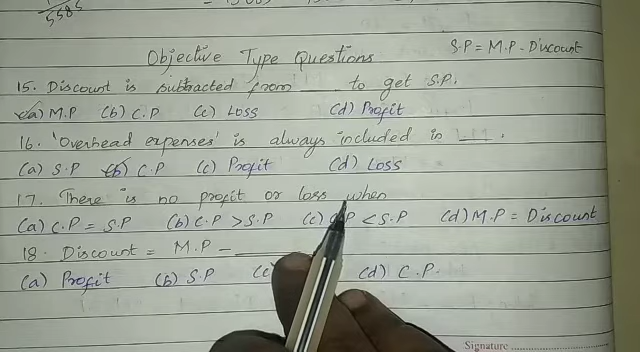 5585
Objective Type Questions
S.P = M.P - Discount
15. Discount is subtracted from ___ to get S.P.
(a) M.P (b) C.P (c) Loss (d) Profit
16. 'Overhead expenses' is always included in ___.
(a) S.P (b) C.P (c) Profit (d) Loss
17. There is no profit or loss when
(a) C.P = S.P (b) C.P > S.P (c) C.P < S.P (d) M.P = Discount
18. Discount = M.P - ___
(a) Profit (b) S.P (c) (d) C.P.
Signature